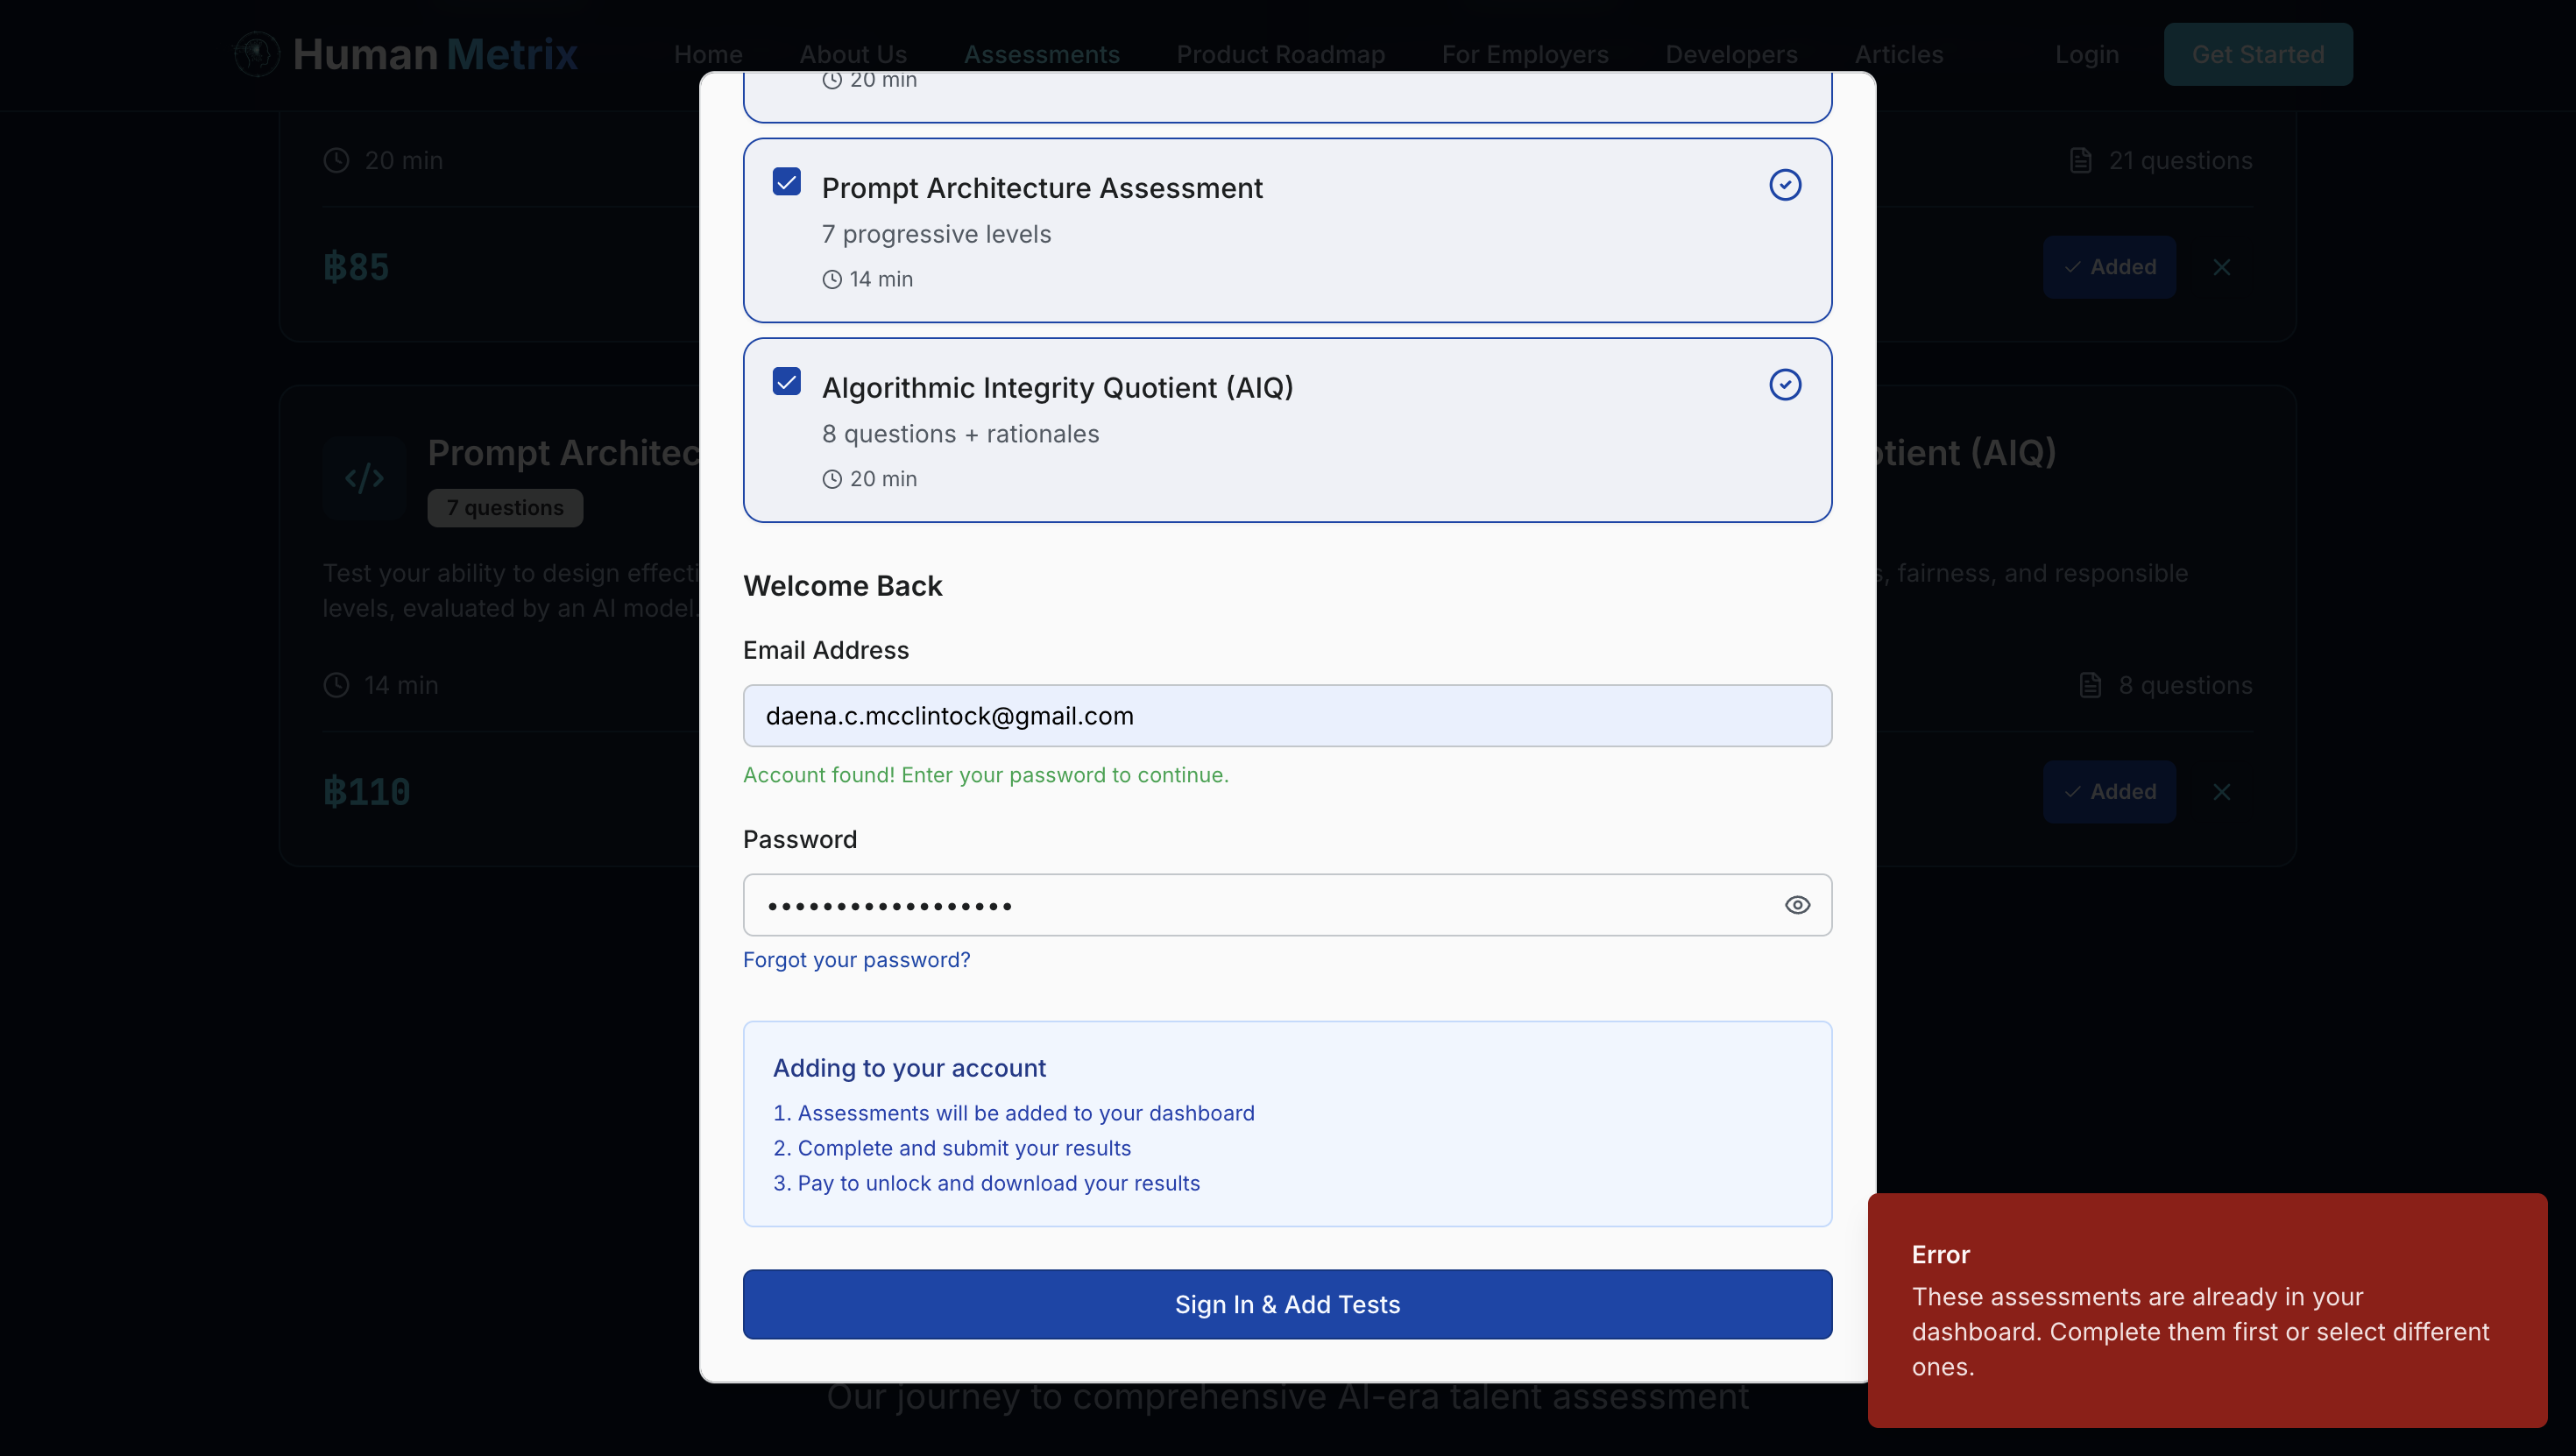 Human Metrix
Home
About Us
Assessments
Product Roadmap
For Employers
Developers
Articles
Login
Get Started
20 min
21 questions
฿85
Added
Prompt Architec
7 questions
Test your ability to design effecti
levels, evaluated by an AI model.
14 min
฿110
otient (AIQ)
s, fairness, and responsible
8 questions
Added
20 min
Prompt Architecture Assessment
7 progressive levels
14 min
Algorithmic Integrity Quotient (AIQ)
8 questions + rationales
20 min
Welcome Back
Email Address
daena.c.mcclintock@gmail.com
Account found! Enter your password to continue.
Password
••••••••••••••••••
Forgot your password?
Adding to your account
1. Assessments will be added to your dashboard
2. Complete and submit your results
3. Pay to unlock and download your results
Sign In & Add Tests
Our journey to comprehensive AI-era talent assessment
Error
These assessments are already in your
dashboard. Complete them first or select different
ones.